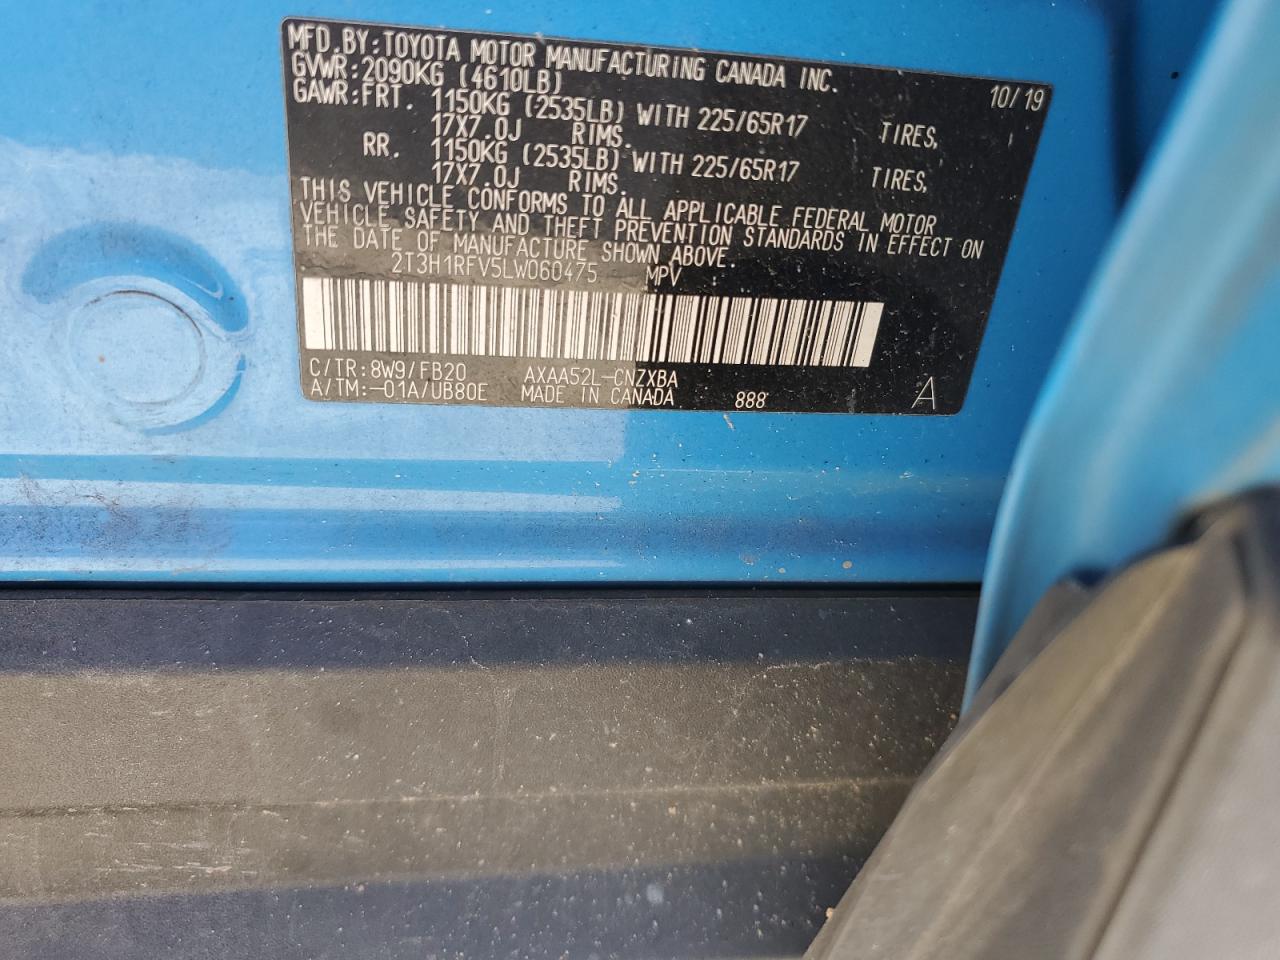 MFD.BY:TOYOTA MOTOR MANUFACTURING CANADA INC.
10/19
GVWR:2090KG (4610LB)
GAWR:FRT. 1150KG (2535LB) WITH 225/65R17 TIRES,
17X7.0J RIMS.
RR. 1150KG (2535LB) WITH 225/65R17 TIRES,
17X7.0J RIMS.
THIS VEHICLE CONFORMS TO ALL APPLICABLE FEDERAL MOTOR
VEHICLE SAFETY AND THEFT PREVENTION STANDARDS IN EFFECT ON
THE DATE OF MANUFACTURE SHOWN ABOVE.
2T3H1RFV5LW060475 MPV
C/TR:8W9/FB20 AXAA52L-CNZXBA
A/TM:-01A/UB80E MADE IN CANADA 888 A